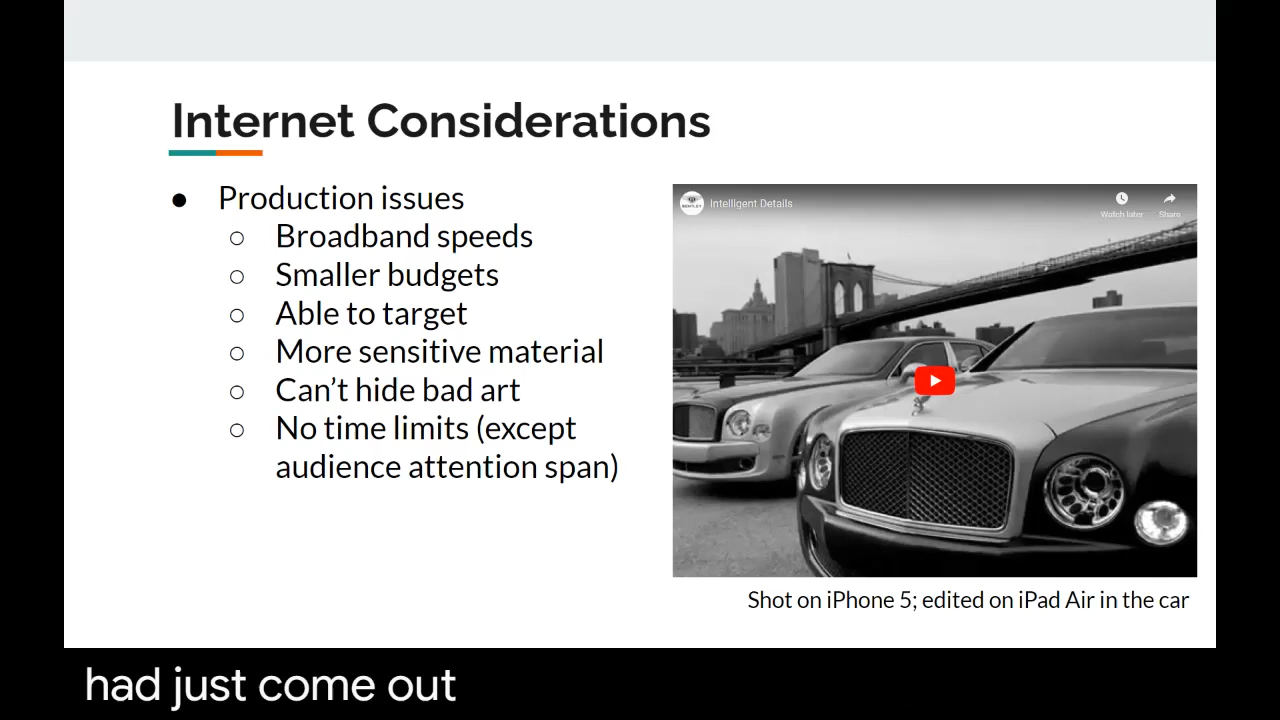 Internet Considerations
● Production issues
○ Broadband speeds
○ Smaller budgets
○ Able to target
○ More sensitive material
○ Can't hide bad art
○ No time limits (except
audience attention span)
BENTLEY
Intelligent Details
Watch later
Share
Shot on iPhone 5; edited on iPad Air in the car
had just come out